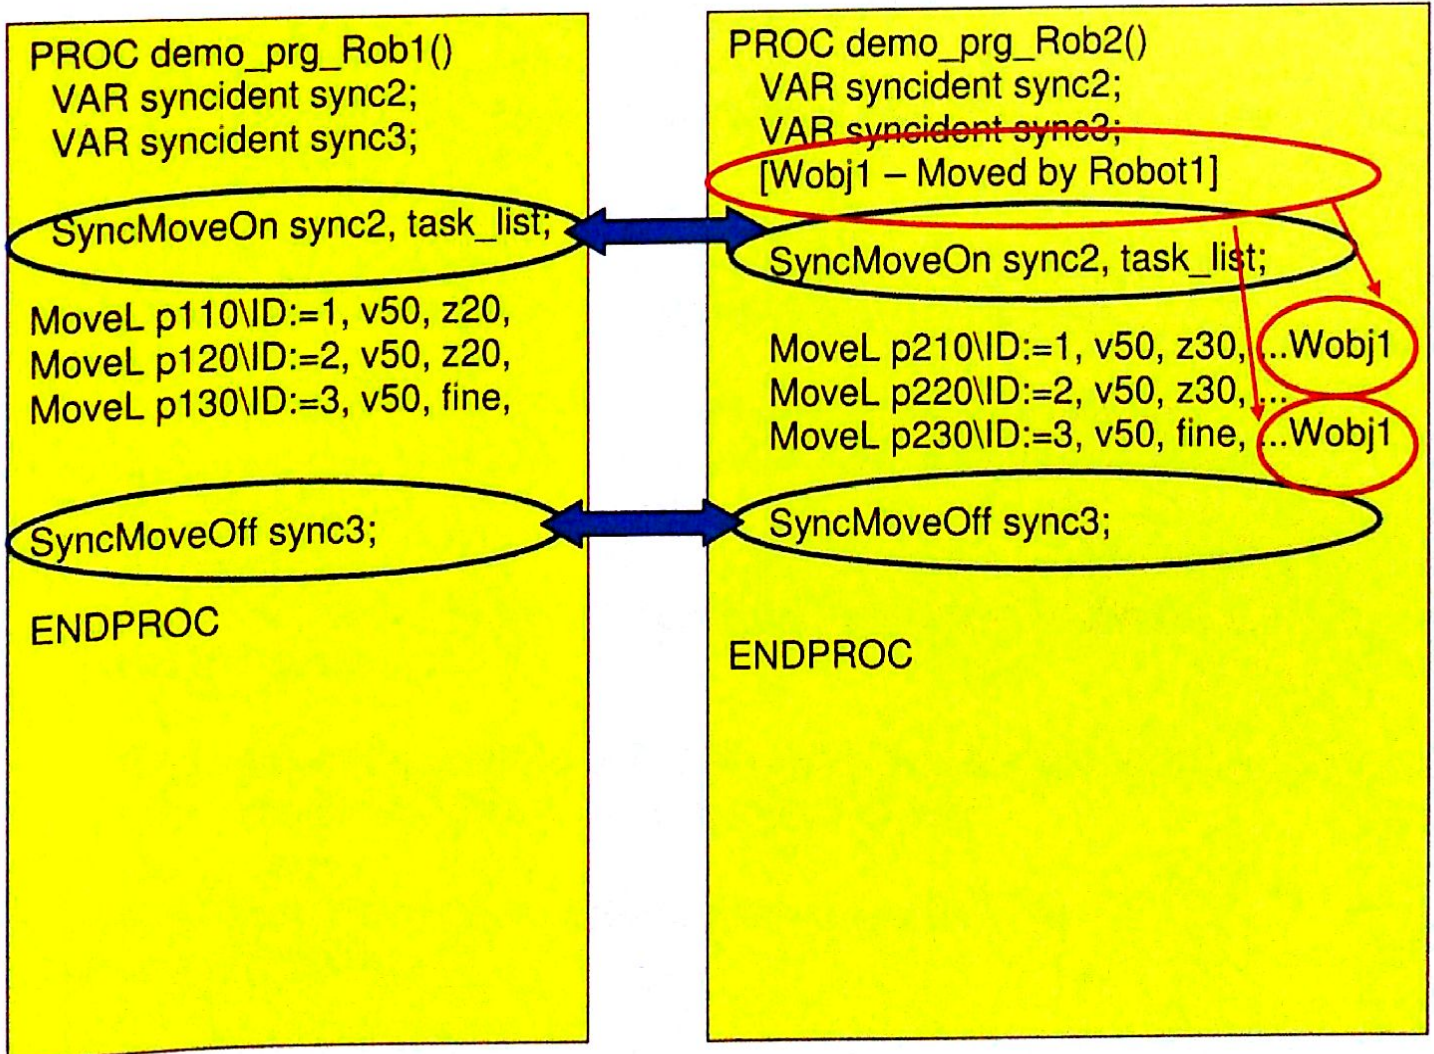 PROC demo_prg_Rob1()
VAR syncident sync2;
VAR syncident sync3;
SyncMoveOn sync2, task_list;
MoveL p110\ID:=1, v50, z20,
MoveL p120\ID:=2, v50, z20,
MoveL p130\ID:=3, v50, fine,
SyncMoveOff sync3;
ENDPROC
PROC demo_prg_Rob2()
VAR syncident sync2;
VAR syncident sync3;
[Wobj1 – Moved by Robot1]
SyncMoveOn sync2, task_list;
MoveL p210\ID:=1, v50, z30, ...Wobj1
MoveL p220\ID:=2, v50, z30, ...
MoveL p230\ID:=3, v50, fine, ...Wobj1
SyncMoveOff sync3;
ENDPROC